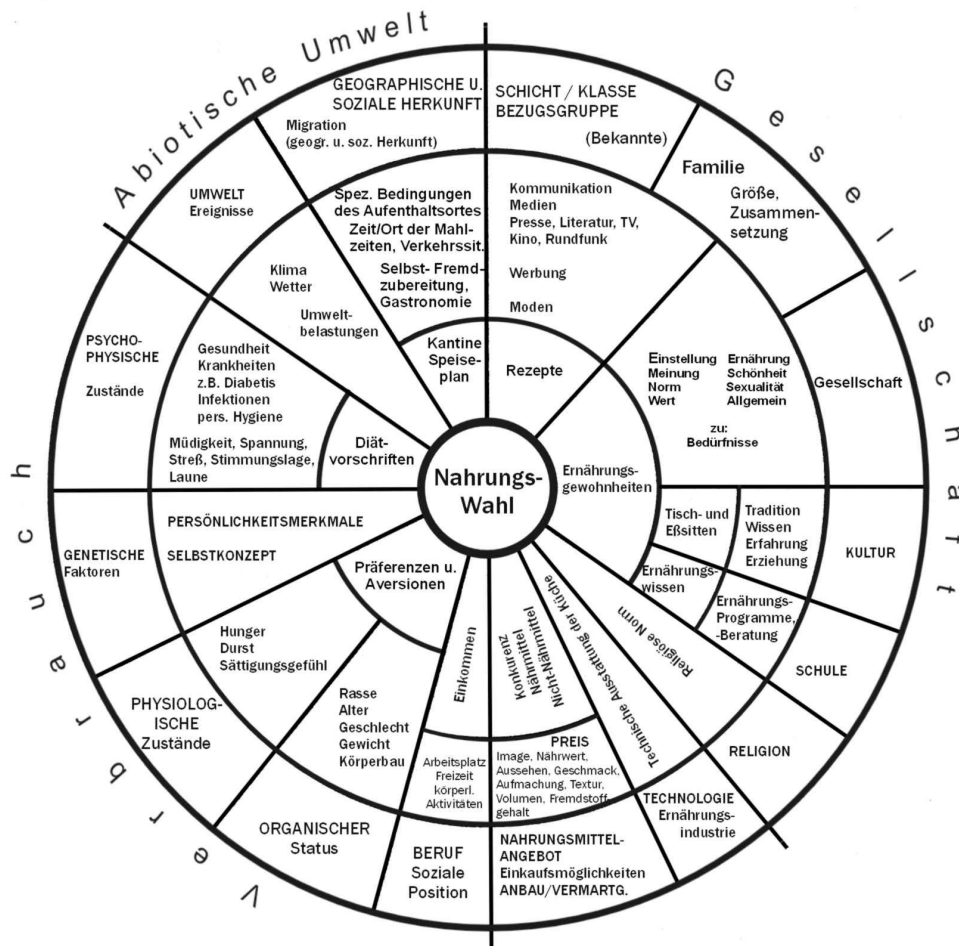 Abiotische Umwelt
Gesellschaft
Verbrauch
GEOGRAPHISCHE U.
SOZIALE HERKUNFT
Migration
(geogr. u. soz. Herkunft)
SCHICHT / KLASSE
BEZUGSGRUPPE
(Bekannte)
Familie
Größe,
Zusammen-
setzung
UMWELT
Ereignisse
Spez. Bedingungen
des Aufenthaltsortes
Zeit/Ort der Mahl-
zeiten, Verkehrssit.
Selbst- Fremd-
zubereitung,
Gastronomie
Kommunikation
Medien
Presse, Literatur, TV,
Kino, Rundfunk
Werbung
Moden
Klima
Wetter
Umwelt-
belastungen
Kantine
Speise-
plan
Rezepte
PSYCHO-
PHYSISCHE
Zustände
Gesundheit
Krankheiten
z.B. Diabetis
Infektionen
pers. Hygiene
Müdigkeit, Spannung,
Streß, Stimmungslage,
Laune
Diät-
vorschriften
Einstellung
Meinung
Norm
Wert
Ernährung
Schönheit
Sexualität
Allgemein
zu:
Bedürfnisse
Gesellschaft
Nahrungs-
Wahl
Ernährungs-
gewohnheiten
Tisch- und
Eßsitten
Tradition
Wissen
Erfahrung
Erziehung
KULTUR
GENETISCHE
Faktoren
PERSÖNLICHKEITSMERKMALE
SELBSTKONZEPT
Präferenzen u.
Aversionen
Ernährungs-
wissen
Ernährungs-
Programme,
-Beratung
SCHULE
Hunger
Durst
Sättigungsgefühl
PHYSIOLOG-
ISCHE
Zustände
Rasse
Alter
Geschlecht
Gewicht
Körperbau
Einkommen
Konkurenz
Nährmittel
Nicht-Nährmittel
Technische Ausstattung der Küche
Religiöse Norm
RELIGION
Arbeitsplatz
Freizeit
körperl.
Aktivitäten
PREIS
Image, Nährwert,
Aussehen, Geschmack,
Aufmachung, Textur,
Volumen, Fremdstoff-
gehalt
TECHNOLOGIE
Ernährungs-
industrie
ORGANISCHER
Status
BERUF
Soziale
Position
NAHRUNGSMITTEL-
ANGEBOT
Einkaufsmöglichkeiten
ANBAU/VERMARTG.